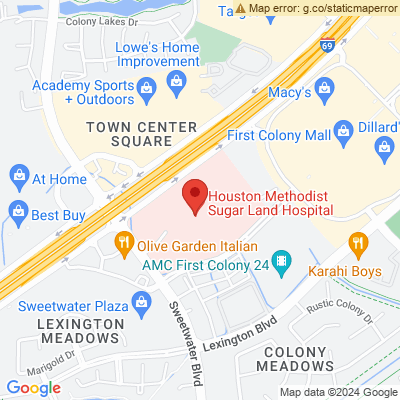 Map error: g.co/staticmaperror
Colony Lakes Dr
Targ
Lowe's Home
Improvement
69
Academy Sports
+ Outdoors
Macy's
TOWN CENTER
SQUARE
First Colony Mall
Dillard'
At Home
Houston Methodist
Sugar Land Hospital
Best Buy
Olive Garden Italian
AMC First Colony 24
Karahi Boys
Sweetwater Plaza
Rustic Colony Dr
LEXINGTON
MEADOWS
Sweetwater Blvd
Lexington Blvd
Marigold Dr
COLONY
MEADOWS
Google
Map data ©2024 Google